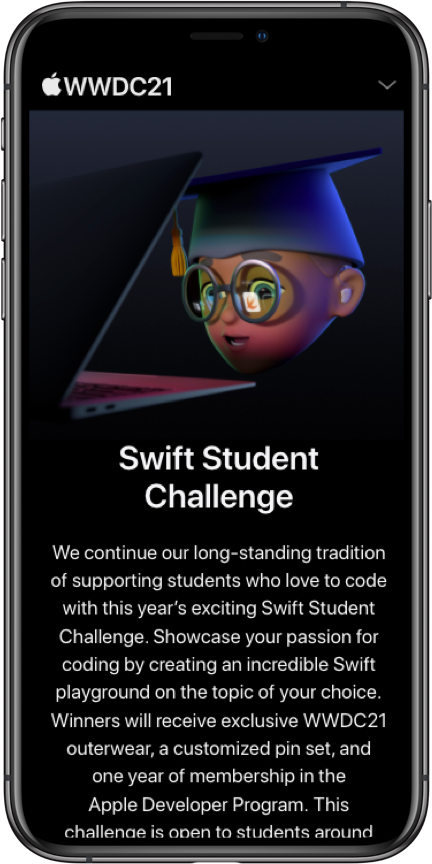 WWDC21
Swift Student
Challenge
We continue our long-standing tradition
of supporting students who love to code
with this year’s exciting Swift Student
Challenge. Showcase your passion for
coding by creating an incredible Swift
playground on the topic of your choice.
Winners will receive exclusive WWDC21
outerwear, a customized pin set, and
one year of membership in the
Apple Developer Program. This
challenge is open to students around